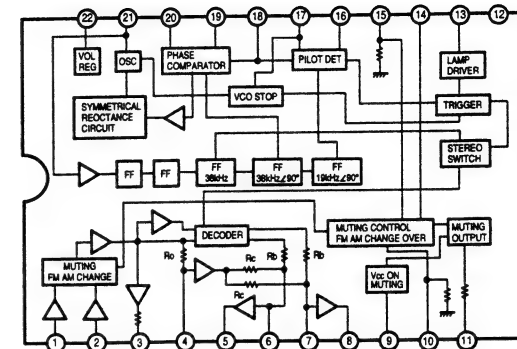 22 21 20 19 18 17 16 15 14 13 12
VOL
REG
OSC
PHASE
COMPARATOR
PILOT DET
LAMP
DRIVER
SYMMETRICAL
REOCTANCE
CIRCUIT
VCO STOP
TRIGGER
STEREO
SWITCH
FF
FF
FF
38kHz
FF
38kHz∠90°
FF
19kHz∠90°
DECODER
MUTING CONTROL
FM AM CHANGE OVER
MUTING
OUTPUT
MUTING
FM AM CHANGE
Ro
Rc
Rb
Rb
Rc
Vcc ON
MUTING
1 2 3 4 5 6 7 8 9 10 11